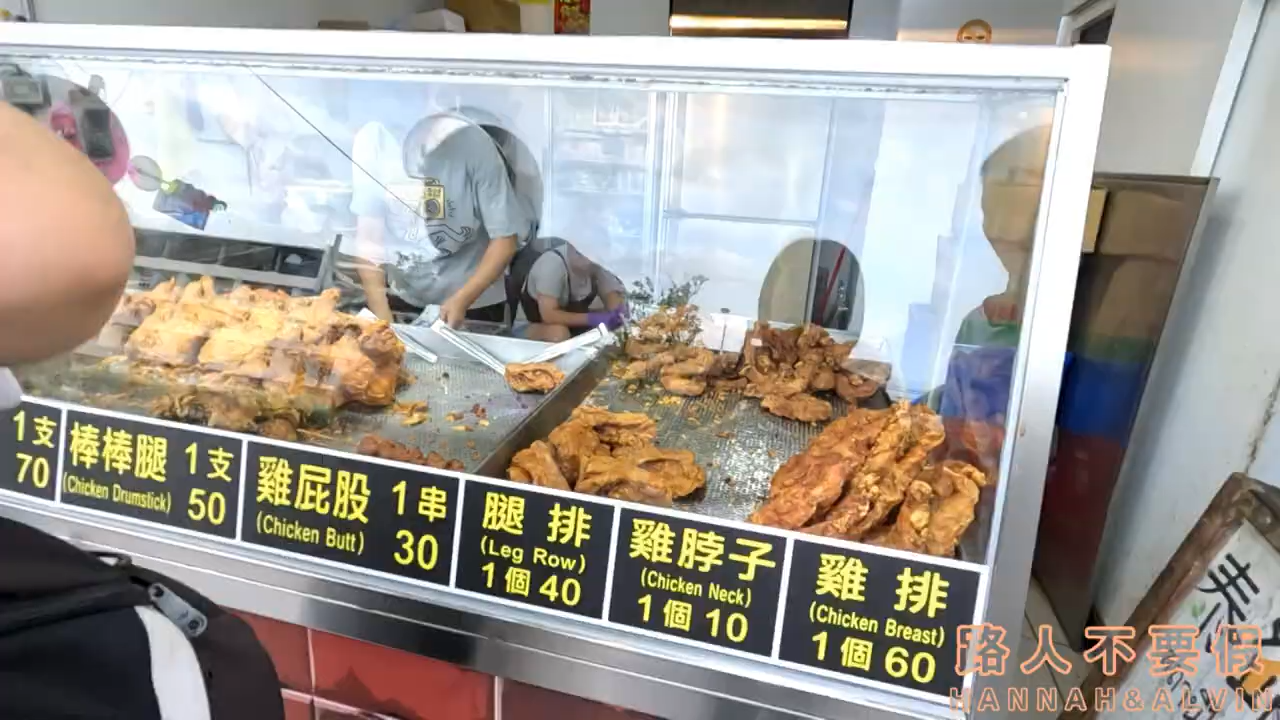 1支
70
棒棒腿 1支
(Chicken Drumstick) 50
雞屁股 1串
(Chicken Butt) 30
腿 排
(Leg Row)
1個 40
雞脖子
(Chicken Neck)
1個 10
雞 排
(Chicken Breast)
1個 60
路人不要假
HANNAH&ALVIN